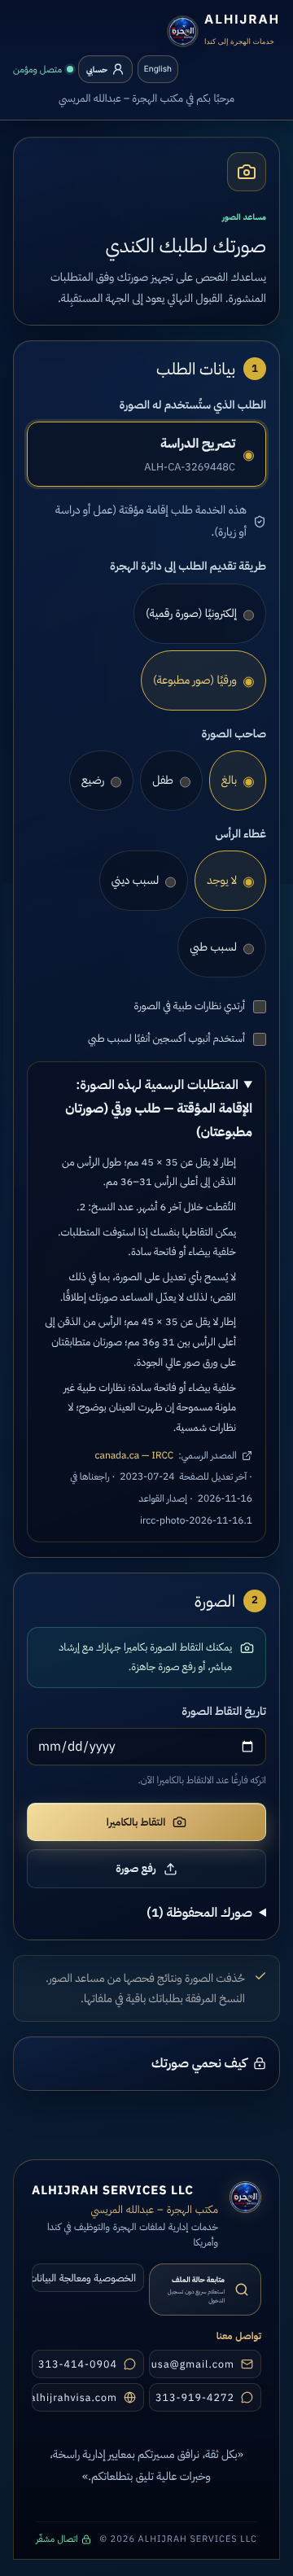 ALHIJRAH
خدمات الهجرة إلى كندا
English
حسابي
متصل ومؤمن
مرحبًا بكم في مكتب الهجرة – عبدالله المريسي
مساعد الصور
صورتك لطلبك الكندي
يساعدك الفحص على تجهيز صورتك وفق المتطلبات
المنشورة. القبول النهائي يعود إلى الجهة المستقبِلة.
1
بيانات الطلب
الطلب الذي ستُستخدم له الصورة
تصريح الدراسة
ALH-CA-3269448C
هذه الخدمة طلب إقامة مؤقتة (عمل أو دراسة
أو زيارة).
طريقة تقديم الطلب إلى دائرة الهجرة
إلكترونيًا (صورة رقمية)
ورقيًا (صور مطبوعة)
صاحب الصورة
بالغ
طفل
رضيع
غطاء الرأس
لا يوجد
لسبب ديني
لسبب طبي
أرتدي نظارات طبية في الصورة
أستخدم أنبوب أكسجين أنفيًا لسبب طبي
▼ المتطلبات الرسمية لهذه الصورة:
الإقامة المؤقتة — طلب ورقي (صورتان
مطبوعتان)
إطار لا يقل عن 35 × 45 مم؛ طول الرأس من
الذقن إلى أعلى الرأس 31–36 مم.
التُقطت خلال آخر 6 أشهر. عدد النسخ: 2.
يمكن التقاطها بنفسك إذا استوفت المتطلبات.
خلفية بيضاء أو فاتحة سادة.
لا يُسمح بأي تعديل على الصورة، بما في ذلك
القص؛ لذلك لا يعدّل المساعد صورتك إطلاقًا.
إطار لا يقل عن 35 × 45 مم؛ الرأس من الذقن إلى
أعلى الرأس بين 31 و36 مم؛ صورتان متطابقتان
على ورق صور عالي الجودة.
خلفية بيضاء أو فاتحة سادة؛ نظارات طبية غير
ملونة مسموحة إن ظهرت العينان بوضوح؛ لا
نظارات شمسية.
المصدر الرسمي: canada.ca — IRCC
· آخر تعديل للصفحة 2023-07-24 · راجعناها في
2026-11-16 · إصدار القواعد
ircc-photo-2026-11-16.1
2
الصورة
يمكنك التقاط الصورة بكاميرا جهازك مع إرشاد
مباشر، أو رفع صورة جاهزة.
تاريخ التقاط الصورة
mm/dd/yyyy
اتركه فارغًا عند الالتقاط بالكاميرا الآن.
التقاط بالكاميرا
رفع صورة
◀ صورك المحفوظة (1)
حُذفت الصورة ونتائج فحصها من مساعد الصور.
النسخ المرفقة بطلباتك باقية في ملفاتها.
كيف نحمي صورتك
ALHIJRAH SERVICES LLC
مكتب الهجرة – عبدالله المريسي
خدمات إدارية لملفات الهجرة والتوظيف في كندا
وأمريكا
متابعة حالة الملف
استعلام سريع دون تسجيل
الدخول
الخصوصية ومعالجة البيانات
تواصل معنا
usa@gmail.com
313-414-0904
313-919-4272
alhijrahvisa.com
«بكل ثقة، نرافق مسيرتكم بمعايير إدارية راسخة،
وخبرات عالية تليق بتطلعاتكم.»
© 2026 ALHIJRAH SERVICES LLC
اتصال مشفّر